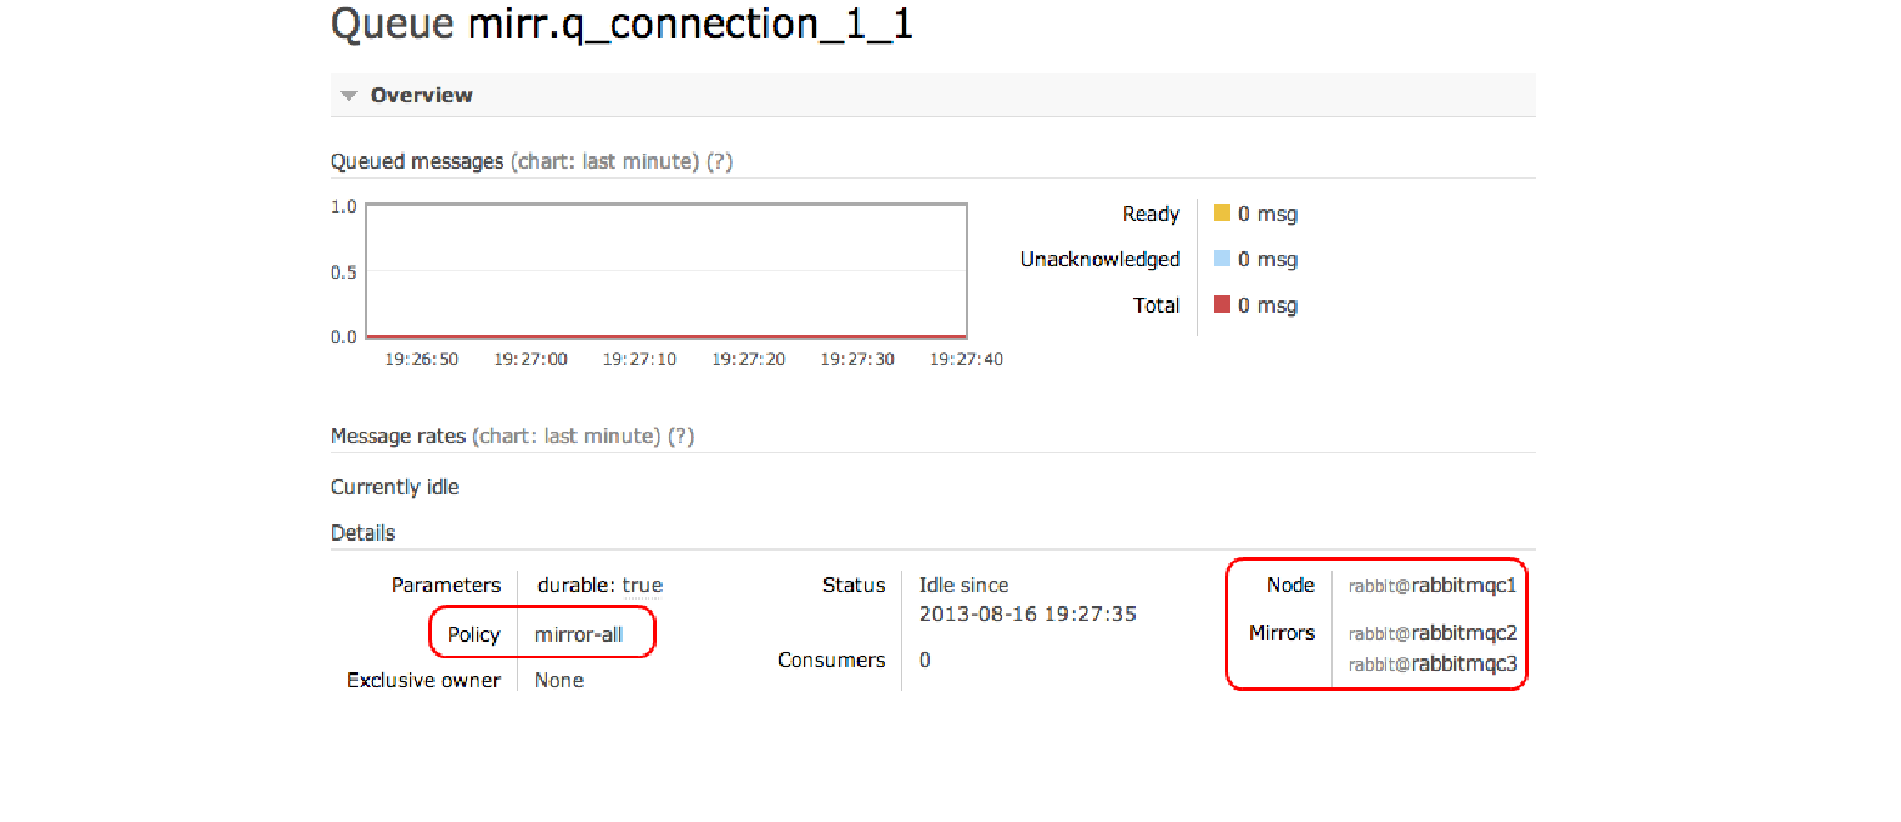 Queue mirr.q_connection_1_1
Overview
Queued messages (chart: last minute) (?)
1.0
0.5
0.0
19:26:50 19:27:00 19:27:10 19:27:20 19:27:30 19:27:40
Ready 0 msg
Unacknowledged 0 msg
Total 0 msg
Message rates (chart: last minute) (?)
Currently idle
Details
Parameters durable: true
Policy mirror-all
Exclusive owner None
Status Idle since
2013-08-16 19:27:35
Consumers 0
Node rabbit@rabbitmqc1
Mirrors rabbit@rabbitmqc2
rabbit@rabbitmqc3